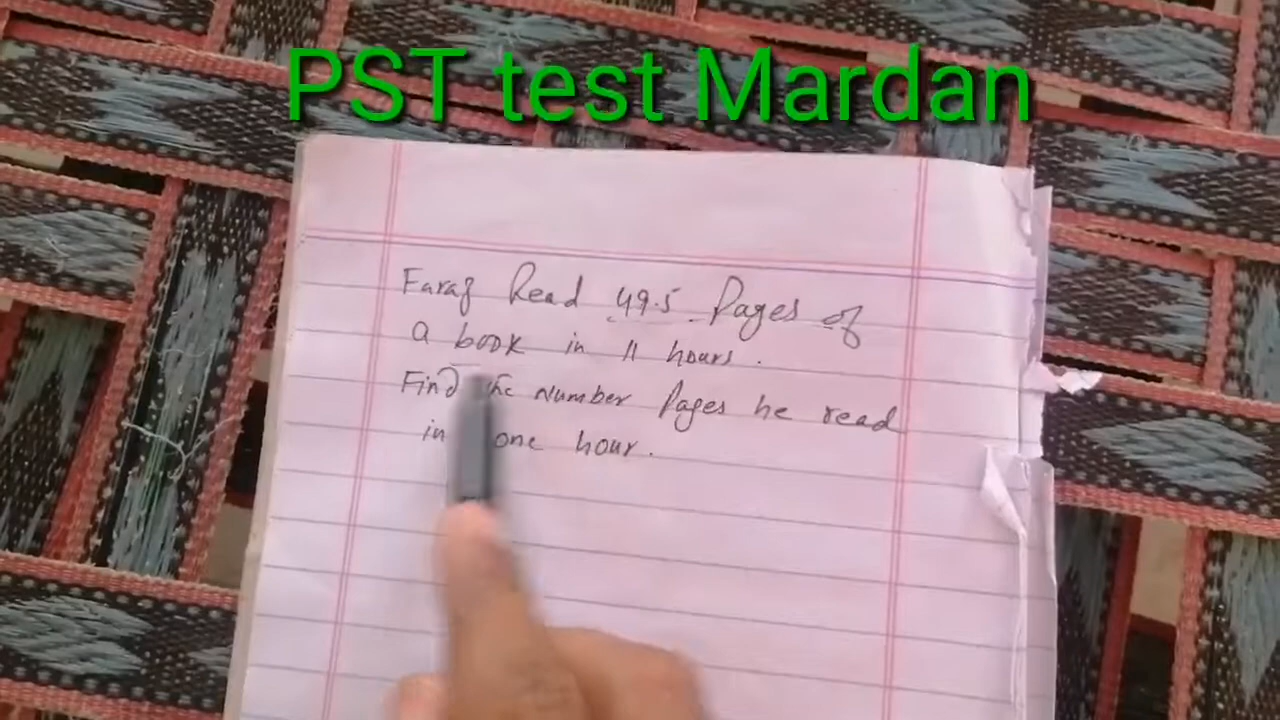 PST test Mardan
Faraz Read 49.5 Pages of
a book in 11 hours.
Find the Number Pages he read
in one hour.